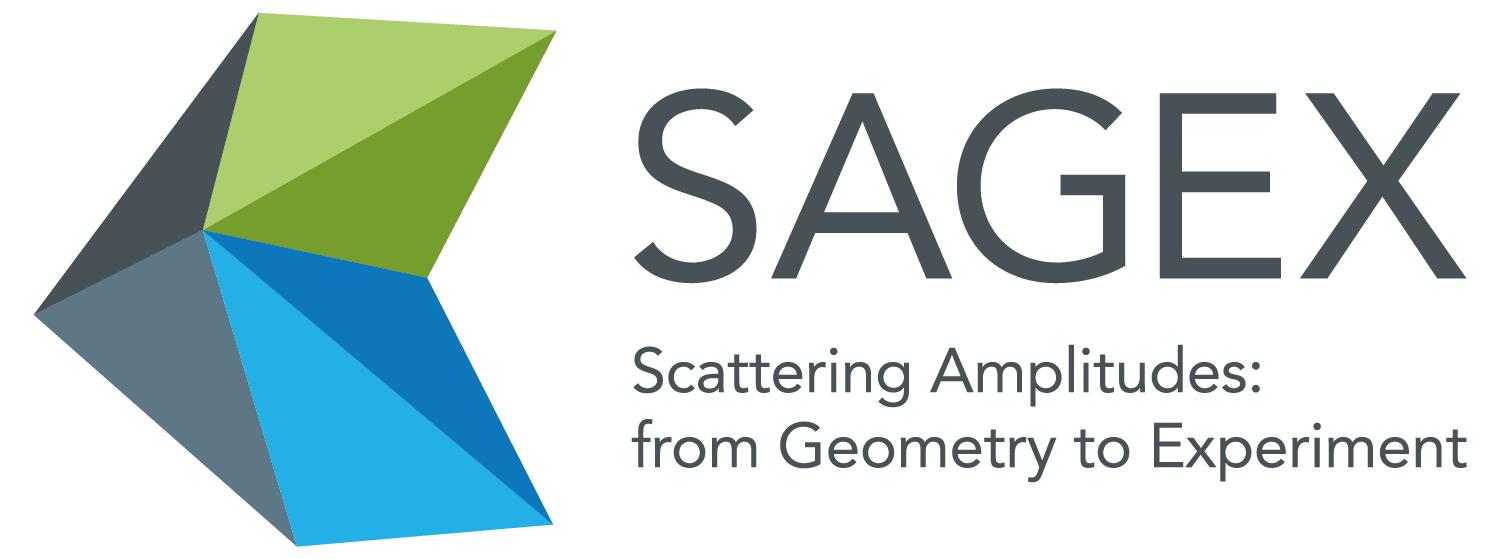 SAGEX
Scattering Amplitudes:
from Geometry to Experiment